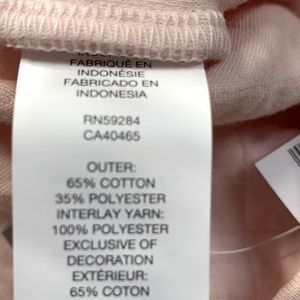 FABRIQUÉ EN
INDONÉSIE
FABRICADO EN
INDONESIA
RN59284
CA40465
OUTER:
65% COTTON
35% POLYESTER
INTERLAY YARN:
100% POLYESTER
EXCLUSIVE OF
DECORATION
EXTÉRIEUR:
65% COTON